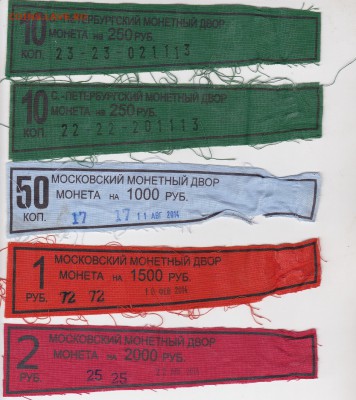 10 С.-ПЕТЕРБУРГСКИЙ МОНЕТНЫЙ ДВОР
КОП. МОНЕТА НА 250 РУБ.
23-23-021113
10 С.-ПЕТЕРБУРГСКИЙ МОНЕТНЫЙ ДВОР
КОП. МОНЕТА НА 250 РУБ.
22-22-201113
50 МОСКОВСКИЙ МОНЕТНЫЙ ДВОР
МОНЕТА НА 1000 РУБ.
КОП. 17 17 11 АВГ 2014
1 МОСКОВСКИЙ МОНЕТНЫЙ ДВОР
МОНЕТА НА 1500 РУБ.
РУБ. 72 72 2014
2 МОСКОВСКИЙ МОНЕТНЫЙ ДВОР
МОНЕТА НА 2000 РУБ.
РУБ. 25 25